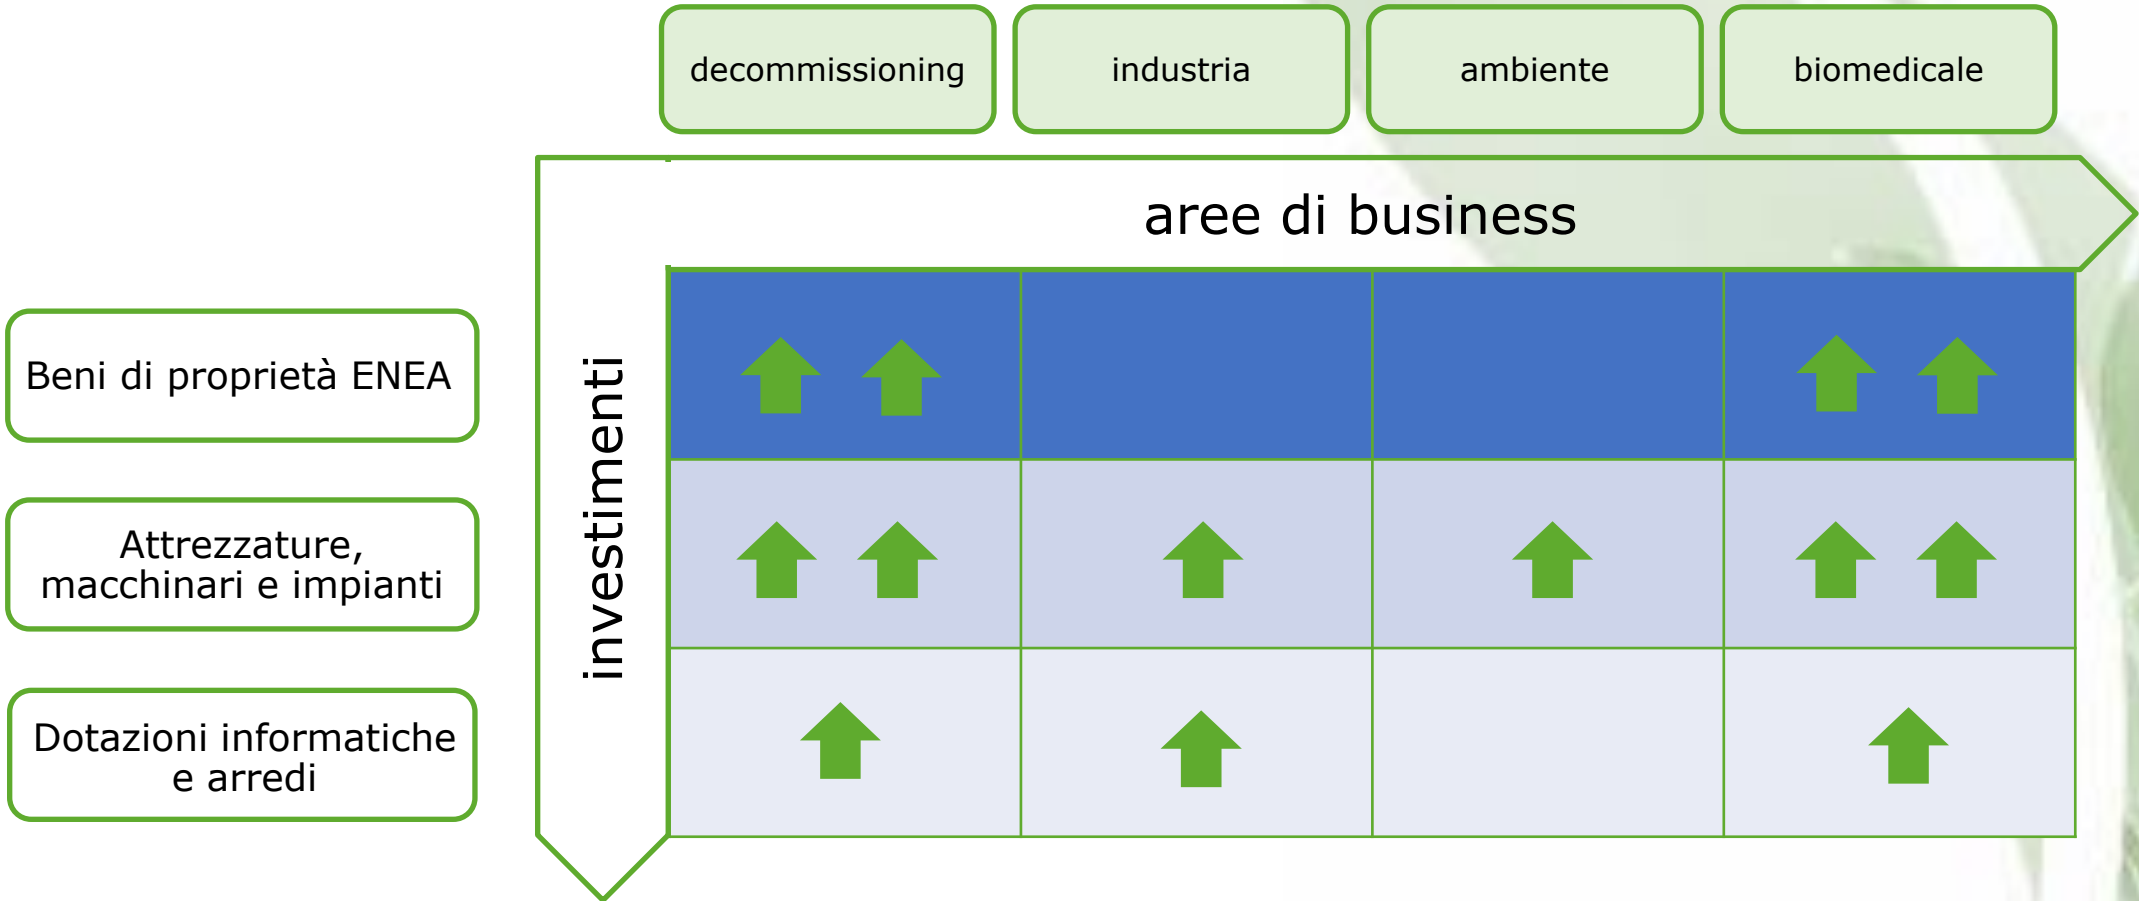 decommissioning
industria
ambiente
biomedicale
aree di business
investimenti
Beni di proprietà ENEA
Attrezzature,
macchinari e impianti
Dotazioni informatiche
e arredi